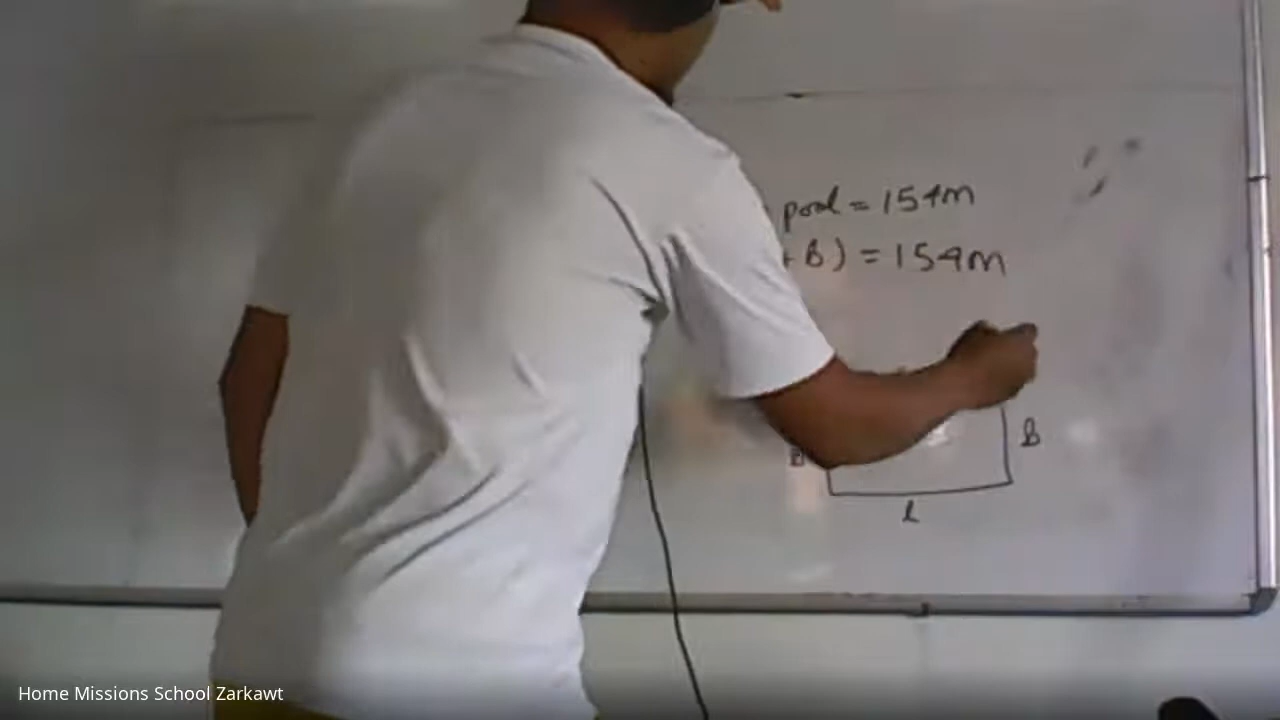 pool = 154m
+ B) = 154m
B
B
l
Home Missions School Zarkawt